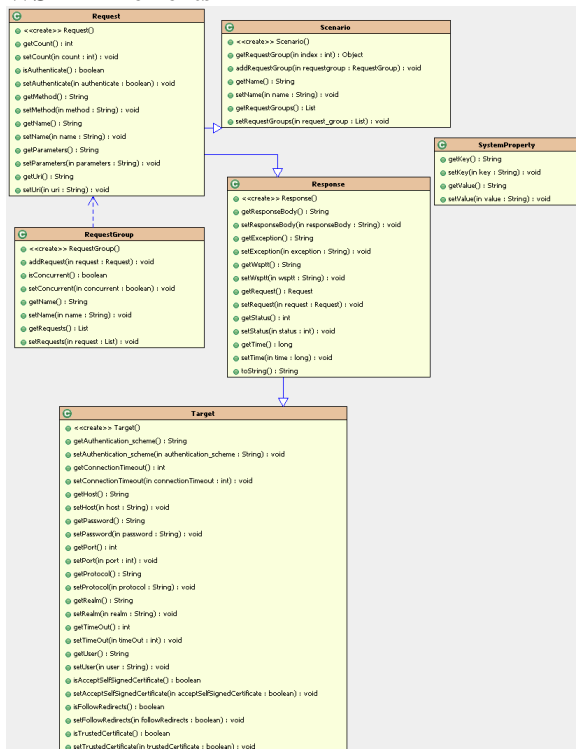 Request
<<create>> Request()
getCount() : int
setCount(in count : int) : void
isAuthenticate() : boolean
setAuthenticate(in authenticate : boolean) : void
getMethod() : String
setMethod(in method : String) : void
getName() : String
setName(in name : String) : void
getParameters() : String
setParameters(in parameters : String) : void
getUri() : String
setUri(in uri : String) : void
Scenario
<<create>> Scenario()
getRequestGroup(in index : int) : Object
addRequestGroup(in requestgroup : RequestGroup) : void
getName() : String
setName(in name : String) : void
getRequestGroups() : List
setRequestGroups(in request_group : List) : void
SystemProperty
getKey() : String
setKey(in key : String) : void
getValue() : String
setValue(in value : String) : void
Response
<<create>> Response()
getResponseBody() : String
setResponseBody(in responseBody : String) : void
getException() : String
setException(in exception : String) : void
getWsptt() : String
setWsptt(in wsptt : String) : void
getRequest() : Request
setRequest(in request : Request) : void
getStatus() : int
setStatus(in status : int) : void
getTime() : long
setTime(in time : long) : void
toString() : String
RequestGroup
<<create>> RequestGroup()
addRequest(in request : Request) : void
isConcurrent() : boolean
setConcurrent(in concurrent : boolean) : void
getName() : String
setName(in name : String) : void
getRequests() : List
setRequests(in request : List) : void
Target
<<create>> Target()
getAuthentication_scheme() : String
setAuthentication_scheme(in authentication_scheme : String) : void
getConnectionTimeout() : int
setConnectionTimeout(in connectionTimeout : int) : void
getHost() : String
setHost(in host : String) : void
getPassword() : String
setPassword(in password : String) : void
getPort() : int
setPort(in port : int) : void
getProtocol() : String
setProtocol(in protocol : String) : void
getRealm() : String
setRealm(in realm : String) : void
getTimeOut() : int
setTimeOut(in timeOut : int) : void
getUser() : String
setUser(in user : String) : void
isAcceptSelfSignedCertificate() : boolean
setAcceptSelfSignedCertificate(in acceptSelfSignedCertificate : boolean) : void
isFollowRedirects() : boolean
setFollowRedirects(in followRedirects : boolean) : void
isTrustedCertificate() : boolean
setTrustedCertificate(in trustedCertificate : boolean) : void